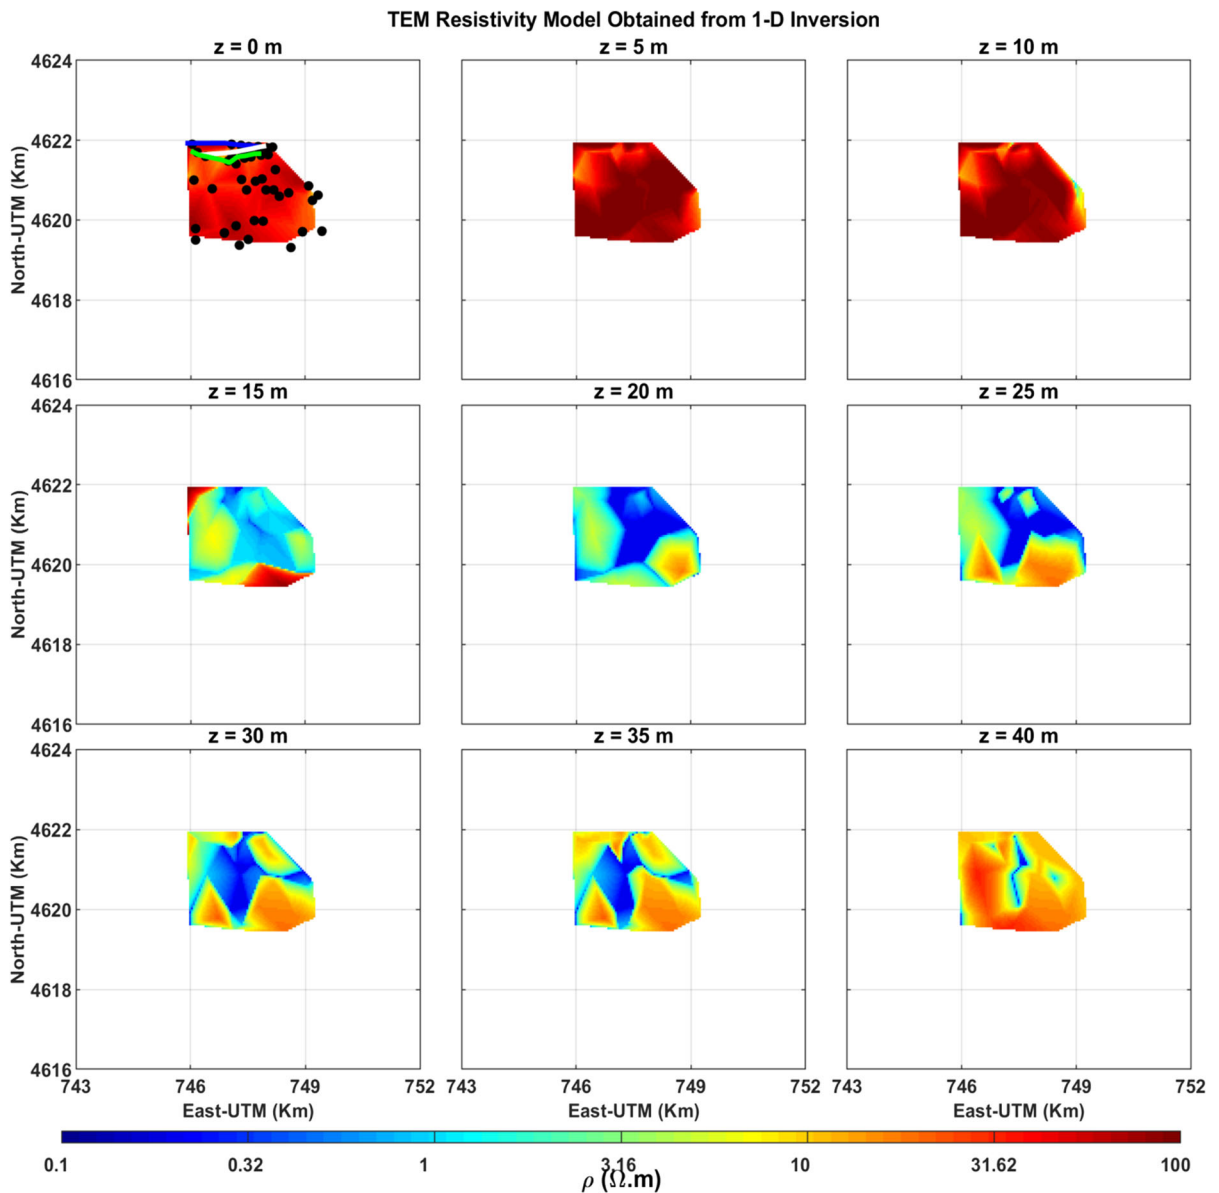 TEM Resistivity Model Obtained from 1-D Inversion
z = 0 m z = 5 m z = 10 m
4624
4622
4620
4618
4616
North-UTM (Km)
z = 15 m z = 20 m z = 25 m
4624
4622
4620
4618
4616
North-UTM (Km)
z = 30 m z = 35 m z = 40 m
4624
4622
4620
4618
4616
North-UTM (Km)
743 746 749 752 743 746 749 752 743 746 749 752
East-UTM (Km) East-UTM (Km) East-UTM (Km)
0.1 0.32 1 3.16 10 31.62 100
ρ (Ω.m)